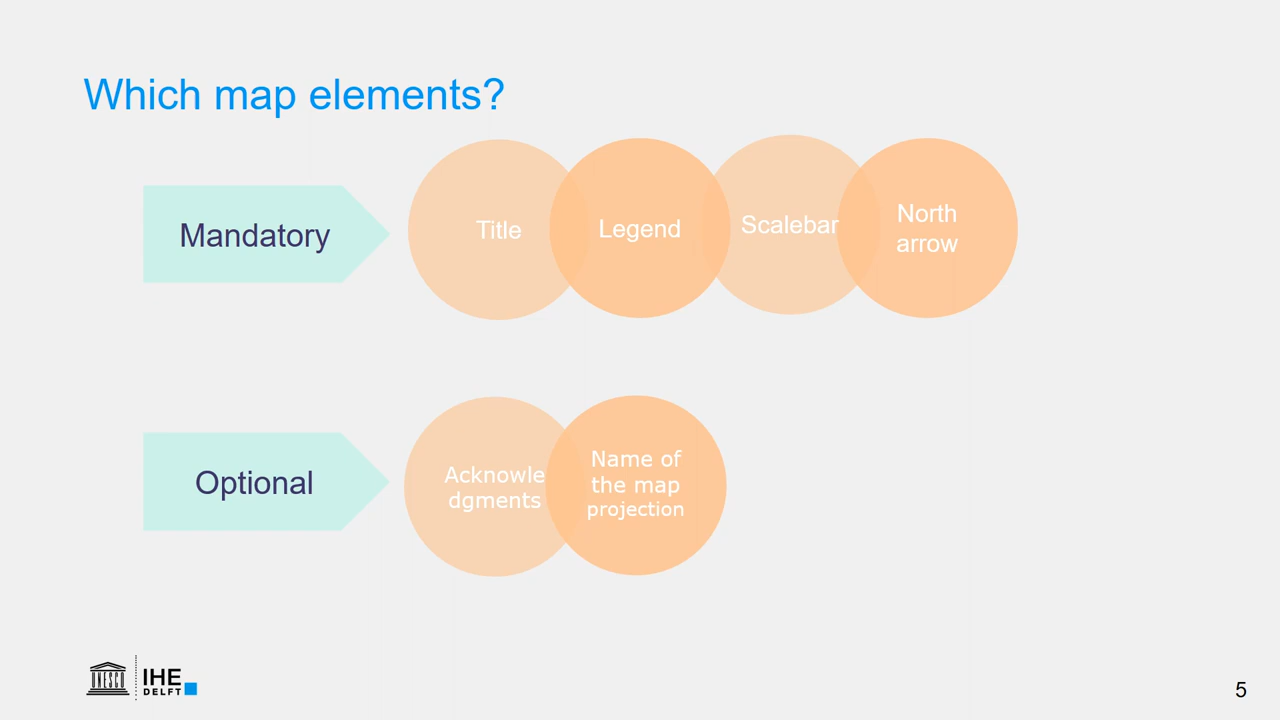 Which map elements?
Mandatory
Title
Legend
Scalebar
North
arrow
Optional
Acknowle
dgments
Name of
the map
projection
UNESCO
IHE
DELFT
5